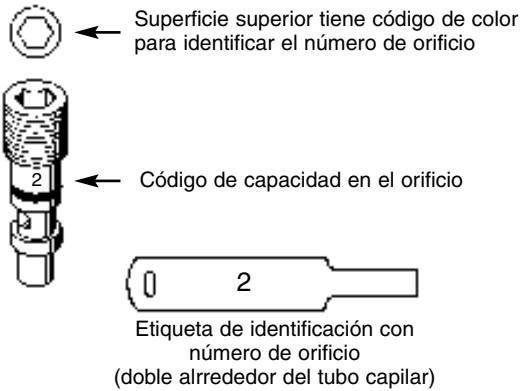 Superficie superior tiene código de color
para identificar el número de orificio
2
Código de capacidad en el orificio
2
Etiqueta de identificación con
número de orificio
(doble alrrededor del tubo capilar)